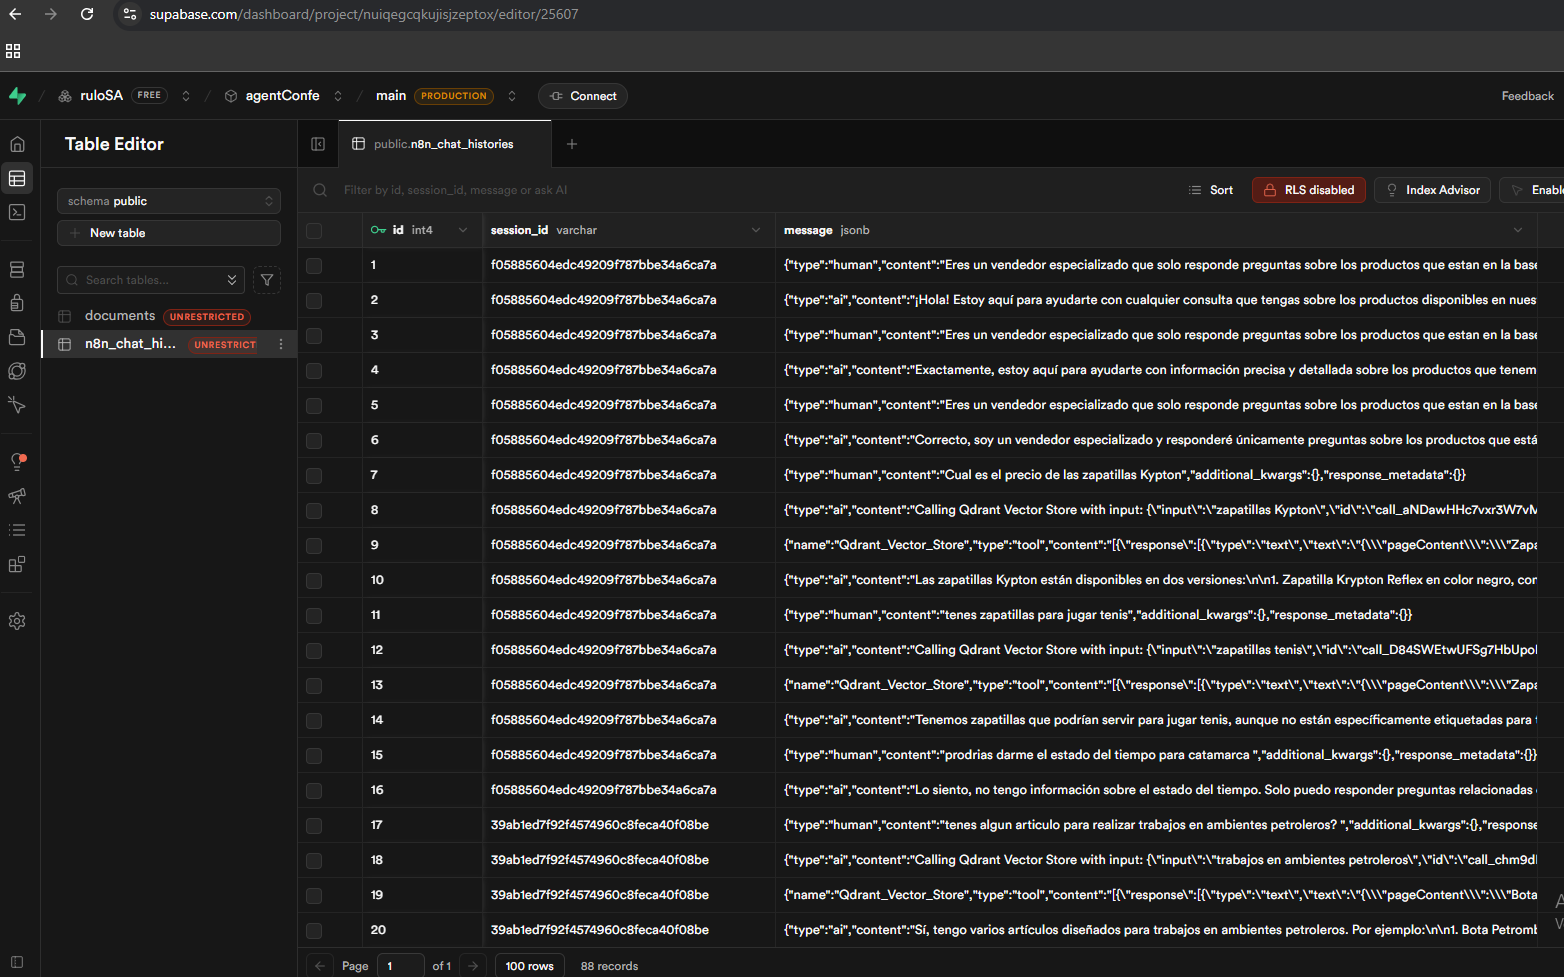 supabase.com/dashboard/project/nuiqegcqkujisjzeptox/editor/25607
ruloSA FREE agentConfe main PRODUCTION Connect Feedback
Table Editor
public.n8n_chat_histories
schema public
New table
Search tables...
documents UNRESTRICTED
n8n_chat_hi... UNRESTRICT
Filter by id, session_id, message or ask AI
Sort RLS disabled Index Advisor Enable
id int4 session_id varchar message jsonb
1 f05885604edc49209f787bbe34a6ca7a {"type":"human","content":"Eres un vendedor especializado que solo responde preguntas sobre los productos que estan en la base
2 f05885604edc49209f787bbe34a6ca7a {"type":"ai","content":"¡Hola! Estoy aquí para ayudarte con cualquier consulta que tengas sobre los productos disponibles en nues
3 f05885604edc49209f787bbe34a6ca7a {"type":"human","content":"Eres un vendedor especializado que solo responde preguntas sobre los productos que estan en la base
4 f05885604edc49209f787bbe34a6ca7a {"type":"ai","content":"Exactamente, estoy aquí para ayudarte con información precisa y detallada sobre los productos que tenem
5 f05885604edc49209f787bbe34a6ca7a {"type":"human","content":"Eres un vendedor especializado que solo responde preguntas sobre los productos que estan en la base
6 f05885604edc49209f787bbe34a6ca7a {"type":"ai","content":"Correcto, soy un vendedor especializado y responderé únicamente preguntas sobre los productos que está
7 f05885604edc49209f787bbe34a6ca7a {"type":"human","content":"Cual es el precio de las zapatillas Kypton","additional_kwargs":{},"response_metadata":{}}
8 f05885604edc49209f787bbe34a6ca7a {"type":"ai","content":"Calling Qdrant Vector Store with input: {\"input\":\"zapatillas Kypton\",\"id\":\"call_aNDawHHc7vxr3W7vM
9 f05885604edc49209f787bbe34a6ca7a {"name":"Qdrant_Vector_Store","type":"tool","content":"[{\"response\":[{\"type\":\"text\",\"text\":\"{\\\"pageContent\\\":\\\"Zapa
10 f05885604edc49209f787bbe34a6ca7a {"type":"ai","content":"Las zapatillas Kypton están disponibles en dos versiones:\n\n1. Zapatilla Krypton Reflex en color negro, con
11 f05885604edc49209f787bbe34a6ca7a {"type":"human","content":"tenes zapatillas para jugar tenis","additional_kwargs":{},"response_metadata":{}}
12 f05885604edc49209f787bbe34a6ca7a {"type":"ai","content":"Calling Qdrant Vector Store with input: {\"input\":\"zapatillas tenis\",\"id\":\"call_D84SWEtwUFSg7HbUpol
13 f05885604edc49209f787bbe34a6ca7a {"name":"Qdrant_Vector_Store","type":"tool","content":"[{\"response\":[{\"type\":\"text\",\"text\":\"{\\\"pageContent\\\":\\\"Zapa
14 f05885604edc49209f787bbe34a6ca7a {"type":"ai","content":"Tenemos zapatillas que podrían servir para jugar tenis, aunque no están específicamente etiquetadas para t
15 f05885604edc49209f787bbe34a6ca7a {"type":"human","content":"prodrias darme el estado del tiempo para catamarca ","additional_kwargs":{},"response_metadata":{}}
16 f05885604edc49209f787bbe34a6ca7a {"type":"ai","content":"Lo siento, no tengo información sobre el estado del tiempo. Solo puedo responder preguntas relacionadas
17 39ab1ed7f92f4574960c8feca40f08be {"type":"human","content":"tenes algun articulo para realizar trabajos en ambientes petroleros? ","additional_kwargs":{},"response
18 39ab1ed7f92f4574960c8feca40f08be {"type":"ai","content":"Calling Qdrant Vector Store with input: {\"input\":\"trabajos en ambientes petroleros\",\"id\":\"call_chm9dl
19 39ab1ed7f92f4574960c8feca40f08be {"name":"Qdrant_Vector_Store","type":"tool","content":"[{\"response\":[{\"type\":\"text\",\"text\":\"{\\\"pageContent\\\":\\\"Bota
20 39ab1ed7f92f4574960c8feca40f08be {"type":"ai","content":"Sí, tengo varios artículos diseñados para trabajos en ambientes petroleros. Por ejemplo:\n\n1. Bota Petromb
Page 1 of 1 100 rows 88 records